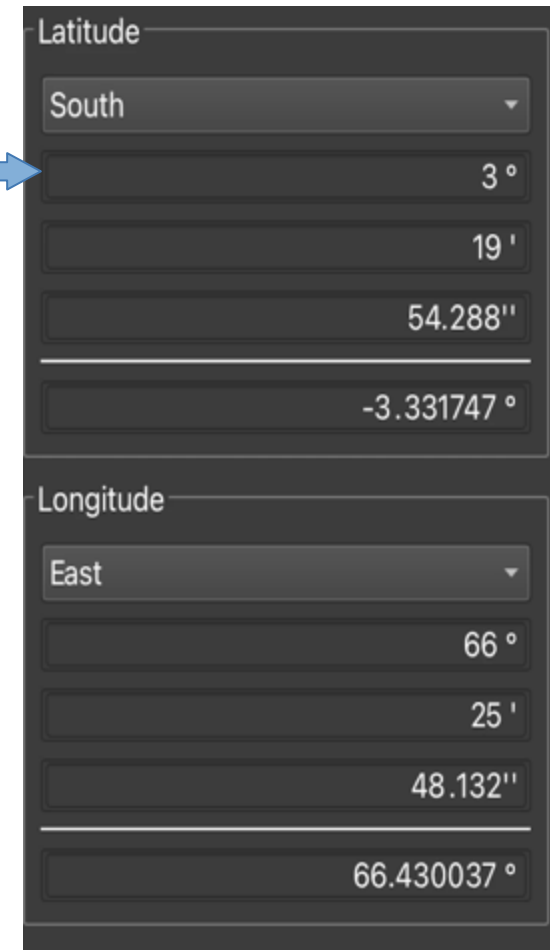 Latitude
South
3 °
19 '
54.288''
-3.331747 °
Longitude
East
66 °
25 '
48.132''
66.430037 °